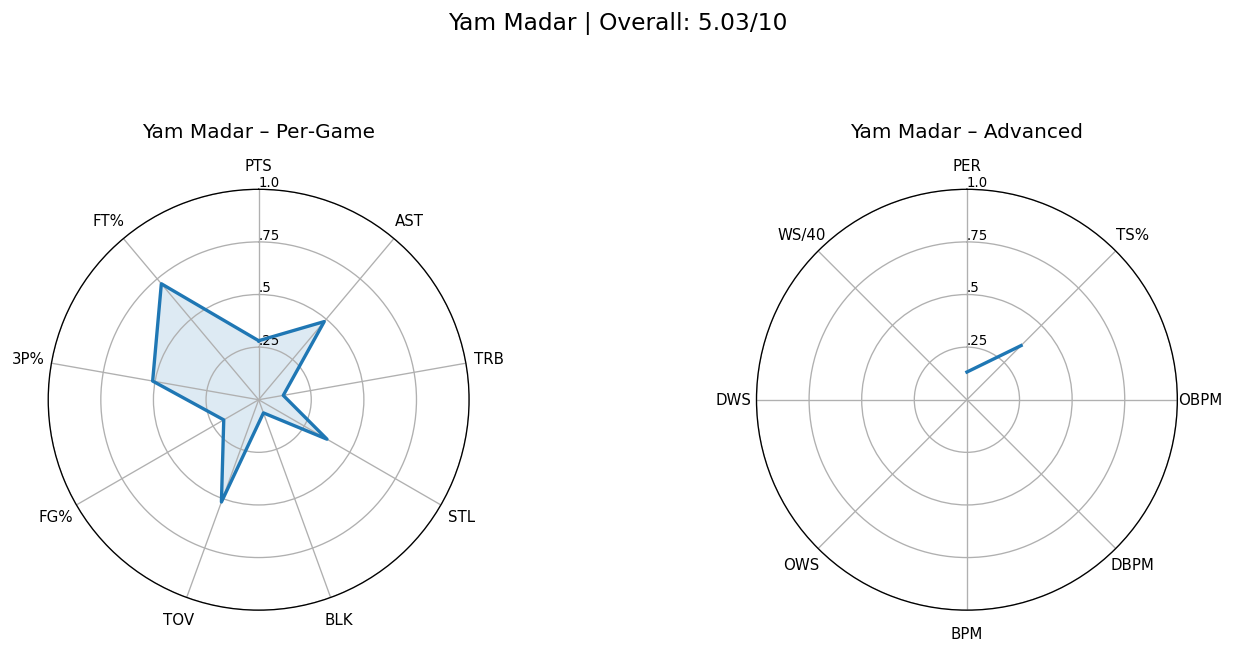 Yam Madar | Overall: 5.03/10
Yam Madar – Per-Game
PTS
1.0
FT%
AST
.75
.5
.25
3P%
TRB
FG%
STL
TOV
BLK
Yam Madar – Advanced
PER
1.0
WS/40
TS%
.75
.5
.25
DWS
OBPM
OWS
DBPM
BPM